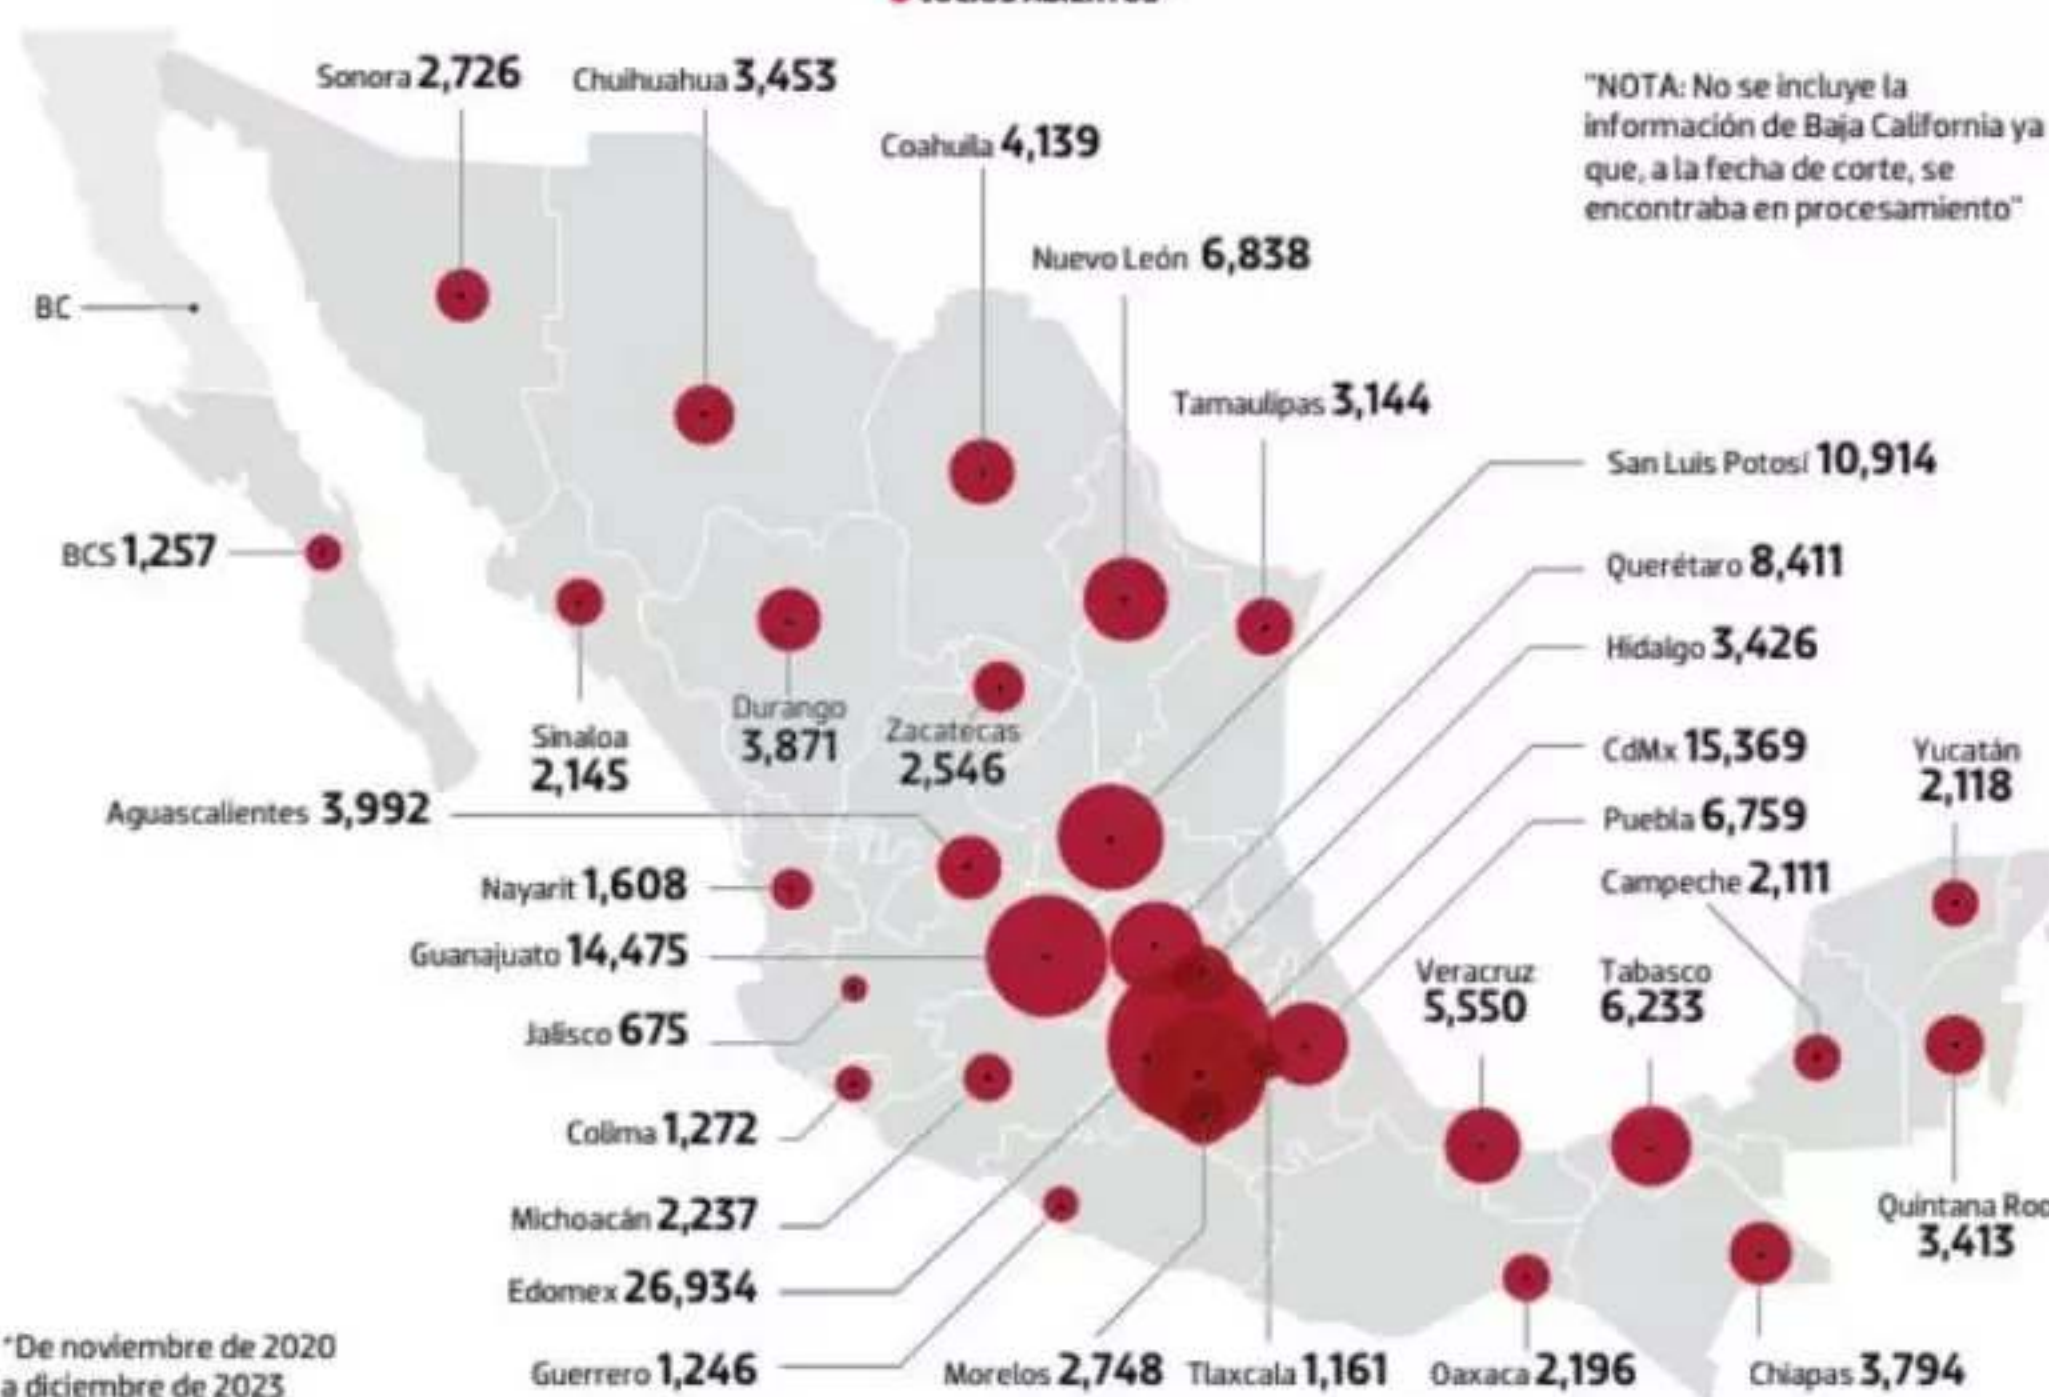 Sonora 2,726
Chuihuahua 3,453
Coahuila 4,139
"NOTA: No se incluye la
información de Baja California ya
que, a la fecha de corte, se
encontraba en procesamiento"
Nuevo León 6,838
BC
Tamaulipas 3,144
San Luis Potosí 10,914
BCS 1,257
Querétaro 8,411
Hidalgo 3,426
Durango
3,871
Zacatecas
2,546
Sinaloa
2,145
CdMx 15,369
Yucatán
2,118
Aguascalientes 3,992
Puebla 6,759
Nayarit 1,608
Campeche 2,111
Guanajuato 14,475
Veracruz
5,550
Tabasco
6,233
Jalisco 675
Colima 1,272
Michoacán 2,237
Quintana Roo
3,413
Edomex 26,934
*De noviembre de 2020
a diciembre de 2023
Guerrero 1,246
Morelos 2,748
Tlaxcala 1,161
Oaxaca 2,196
Chiapas 3,794